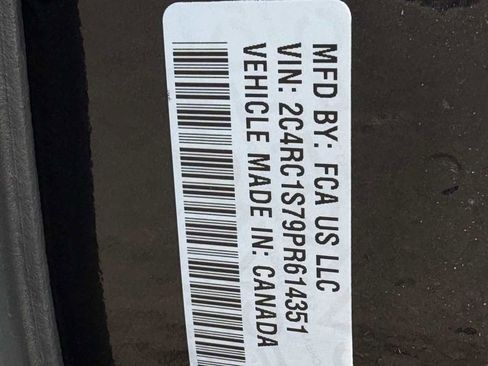 MFD BY: FCA US LLC
VIN: 2C4RC1S79PR614351
VEHICLE MADE IN: CANADA